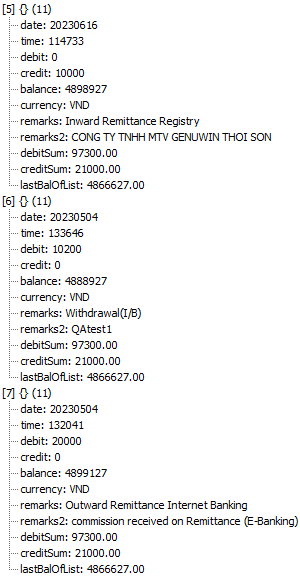 [5] {} (11)
date: 20230616
time: 114733
debit: 0
credit: 10000
balance: 4898927
currency: VND
remarks: Inward Remittance Registry
remarks2: CONG TY TNHH MTV GENUWIN THOI SON
debitSum: 97300.00
creditSum: 21000.00
lastBalOfList: 4866627.00
[6] {} (11)
date: 20230504
time: 133646
debit: 10200
credit: 0
balance: 4888927
currency: VND
remarks: Withdrawal(I/B)
remarks2: QAtest1
debitSum: 97300.00
creditSum: 21000.00
lastBalOfList: 4866627.00
[7] {} (11)
date: 20230504
time: 132041
debit: 20000
credit: 0
balance: 4899127
currency: VND
remarks: Outward Remittance Internet Banking
remarks2: commission received on Remittance (E-Banking)
debitSum: 97300.00
creditSum: 21000.00
lastBalOfList: 4866627.00